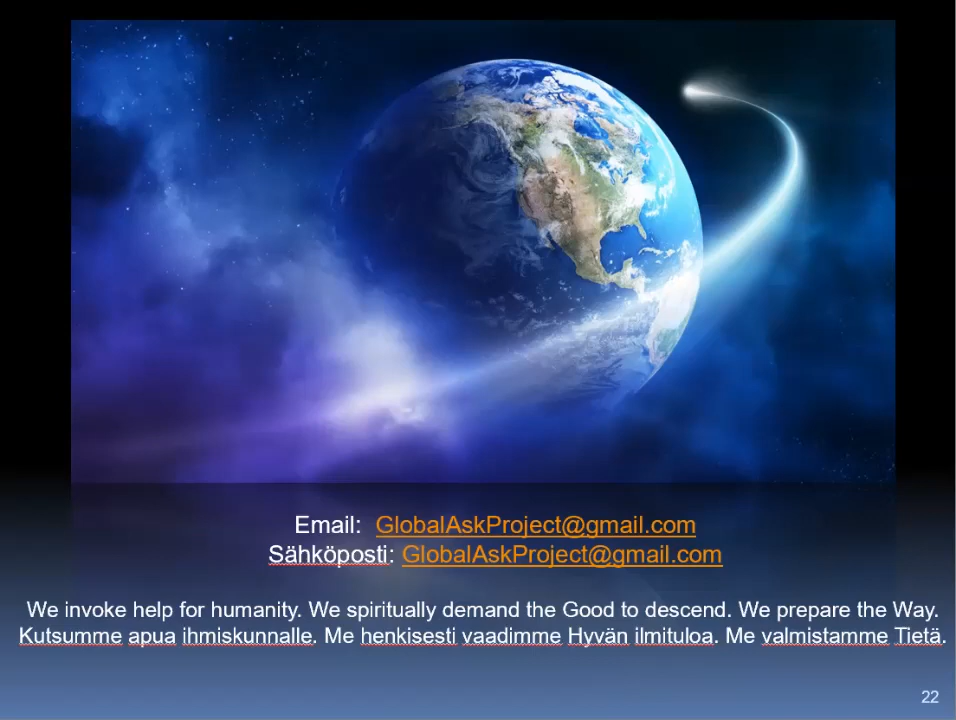 Email: GlobalAskProject@gmail.com
Sähköposti: GlobalAskProject@gmail.com
We invoke help for humanity. We spiritually demand the Good to descend. We prepare the Way.
Kutsumme apua ihmiskunnalle. Me henkisesti vaadimme Hyvän ilmituloa. Me valmistamme Tietä.
22